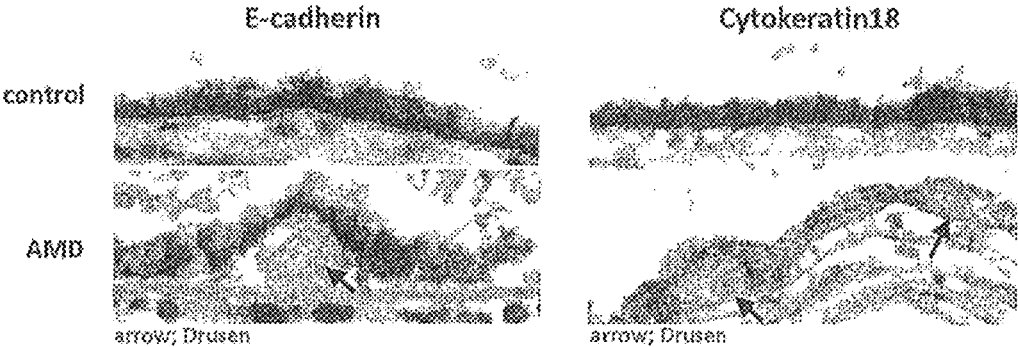 E-cadherin
Cytokeratin18
control
AMD
arrow; Drusen
arrow; Drusen